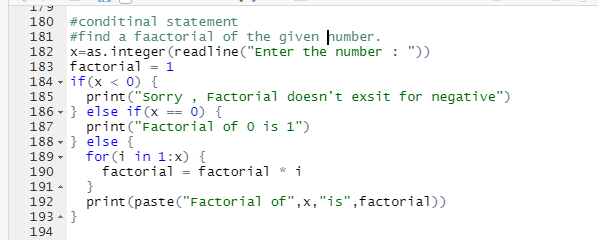 179
180 #conditinal statement
181 #find a faactorial of the given number.
182 x=as.integer(readline("Enter the number : "))
183 factorial = 1
184 if(x < 0) {
185   print("Sorry , Factorial doesn't exsit for negative")
186 } else if(x == 0) {
187   print("Factorial of 0 is 1")
188 } else {
189   for(i in 1:x) {
190     factorial = factorial * i
191   }
192   print(paste("Factorial of",x,"is",factorial))
193 }
194